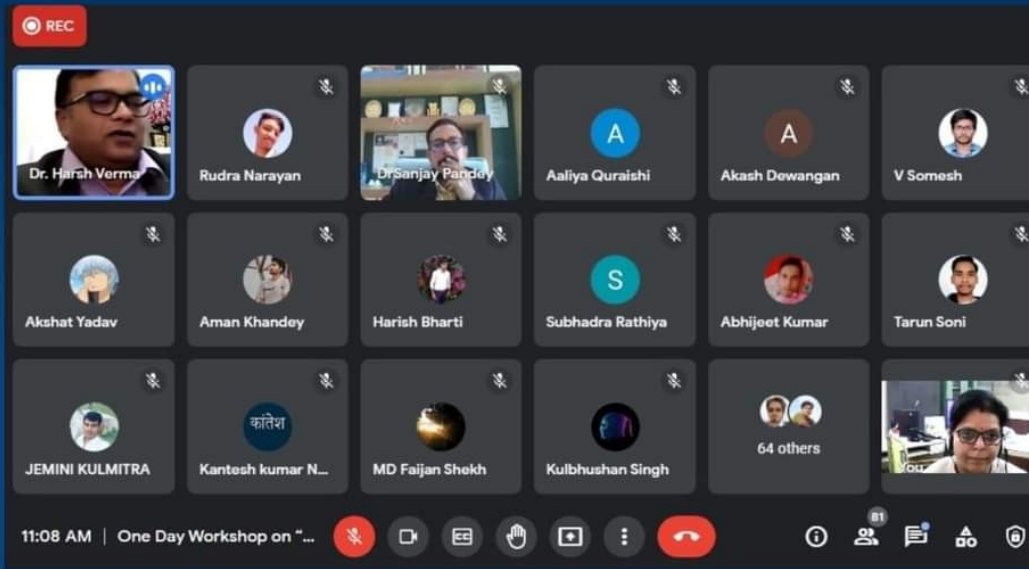 REC
Dr. Harsh Verma
Rudra Narayan
DrSanjay Pandey
A
Aaliya Quraishi
A
Akash Dewangan
V Somesh
Akshat Yadav
Aman Khandey
Harish Bharti
S
Subhadra Rathiya
Abhijeet Kumar
Tarun Soni
JEMINI KULMITRA
कांतेश
Kantesh kumar N...
MD Faijan Shekh
Kulbhushan Singh
64 others
You
11:08 AM | One Day Workshop on “...
CC
81